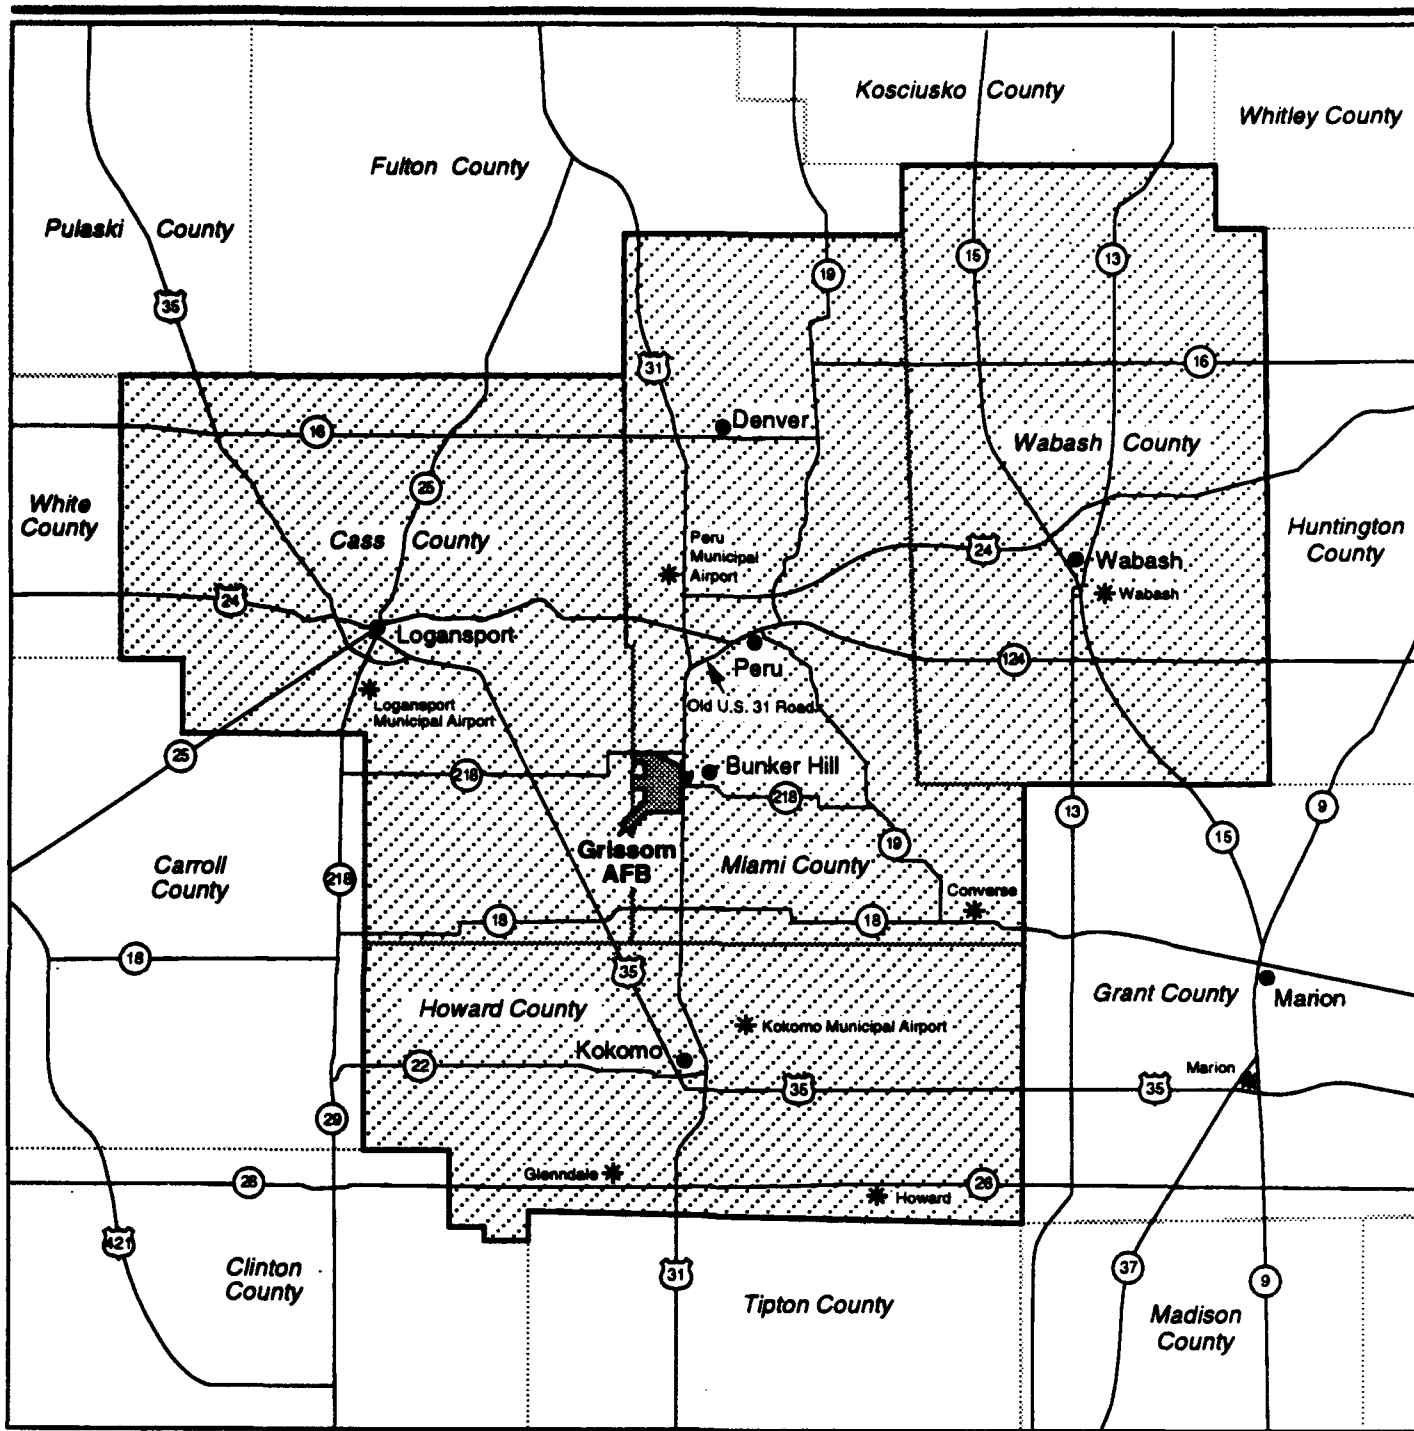 Kosciusko County
Whitley County
Fulton County
Pulaski County
15
13
19
35
31
16
Denver
16
Wabash County
25
White
County
Cass County
Huntington
County
Peru
Municipal
Airport
24
Wabash
Wabash
24
Logansport
Peru
124
Old U.S. 31 Road
Logansport
Municipal Airport
25
218
Bunker Hill
218
13
9
15
Grissom
AFB
Miami County
19
Carroll
County
218
Converse
18
18
18
35
Grant County
Marion
Howard County
Kokomo Municipal Airport
Kokomo
22
35
35
Marion
29
Glenndale
26
26
Howard
421
Clinton
County
31
37
9
Tipton County
Madison
County